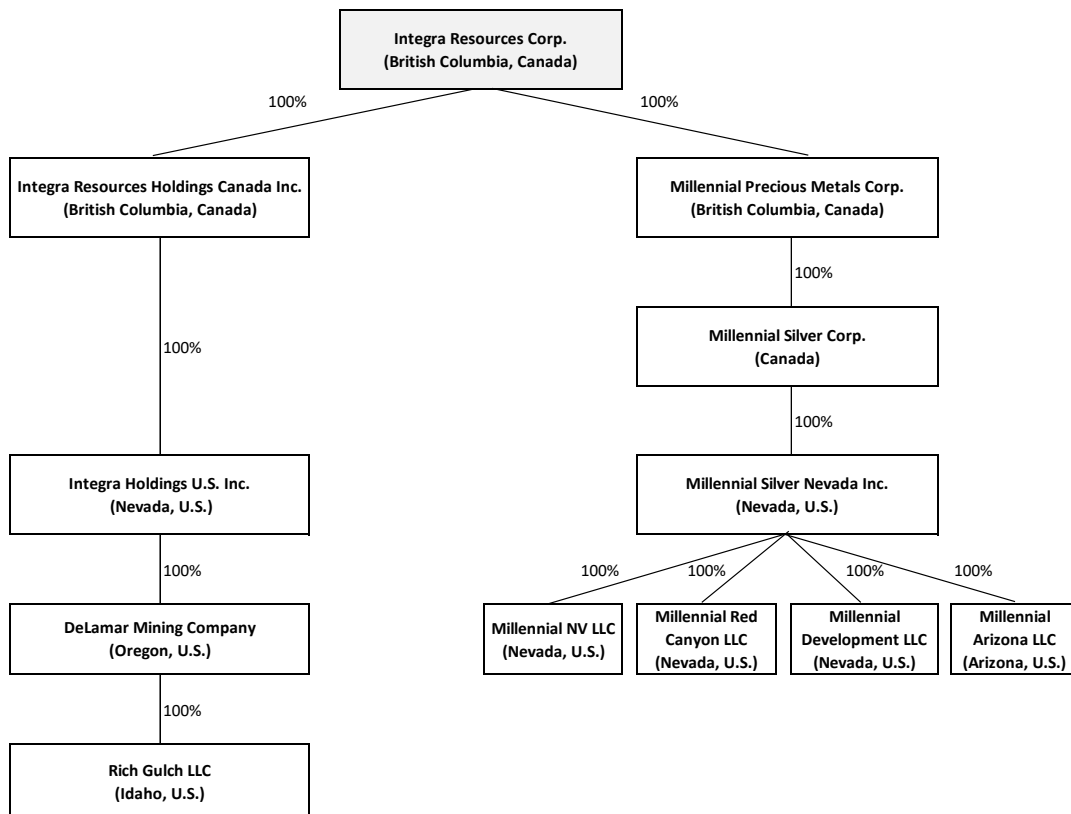 Integra Resources Corp.
(British Columbia, Canada)
100%
100%
Integra Resources Holdings Canada Inc.
(British Columbia, Canada)
Millennial Precious Metals Corp.
(British Columbia, Canada)
100%
100%
Millennial Silver Corp.
(Canada)
100%
Integra Holdings U.S. Inc.
(Nevada, U.S.)
Millennial Silver Nevada Inc.
(Nevada, U.S.)
100%
100%
100%
100%
100%
DeLamar Mining Company
(Oregon, U.S.)
Millennial NV LLC
(Nevada, U.S.)
Millennial Red
Canyon LLC
(Nevada, U.S.)
Millennial
Development LLC
(Nevada, U.S.)
Millennial
Arizona LLC
(Arizona, U.S.)
100%
Rich Gulch LLC
(Idaho, U.S.)